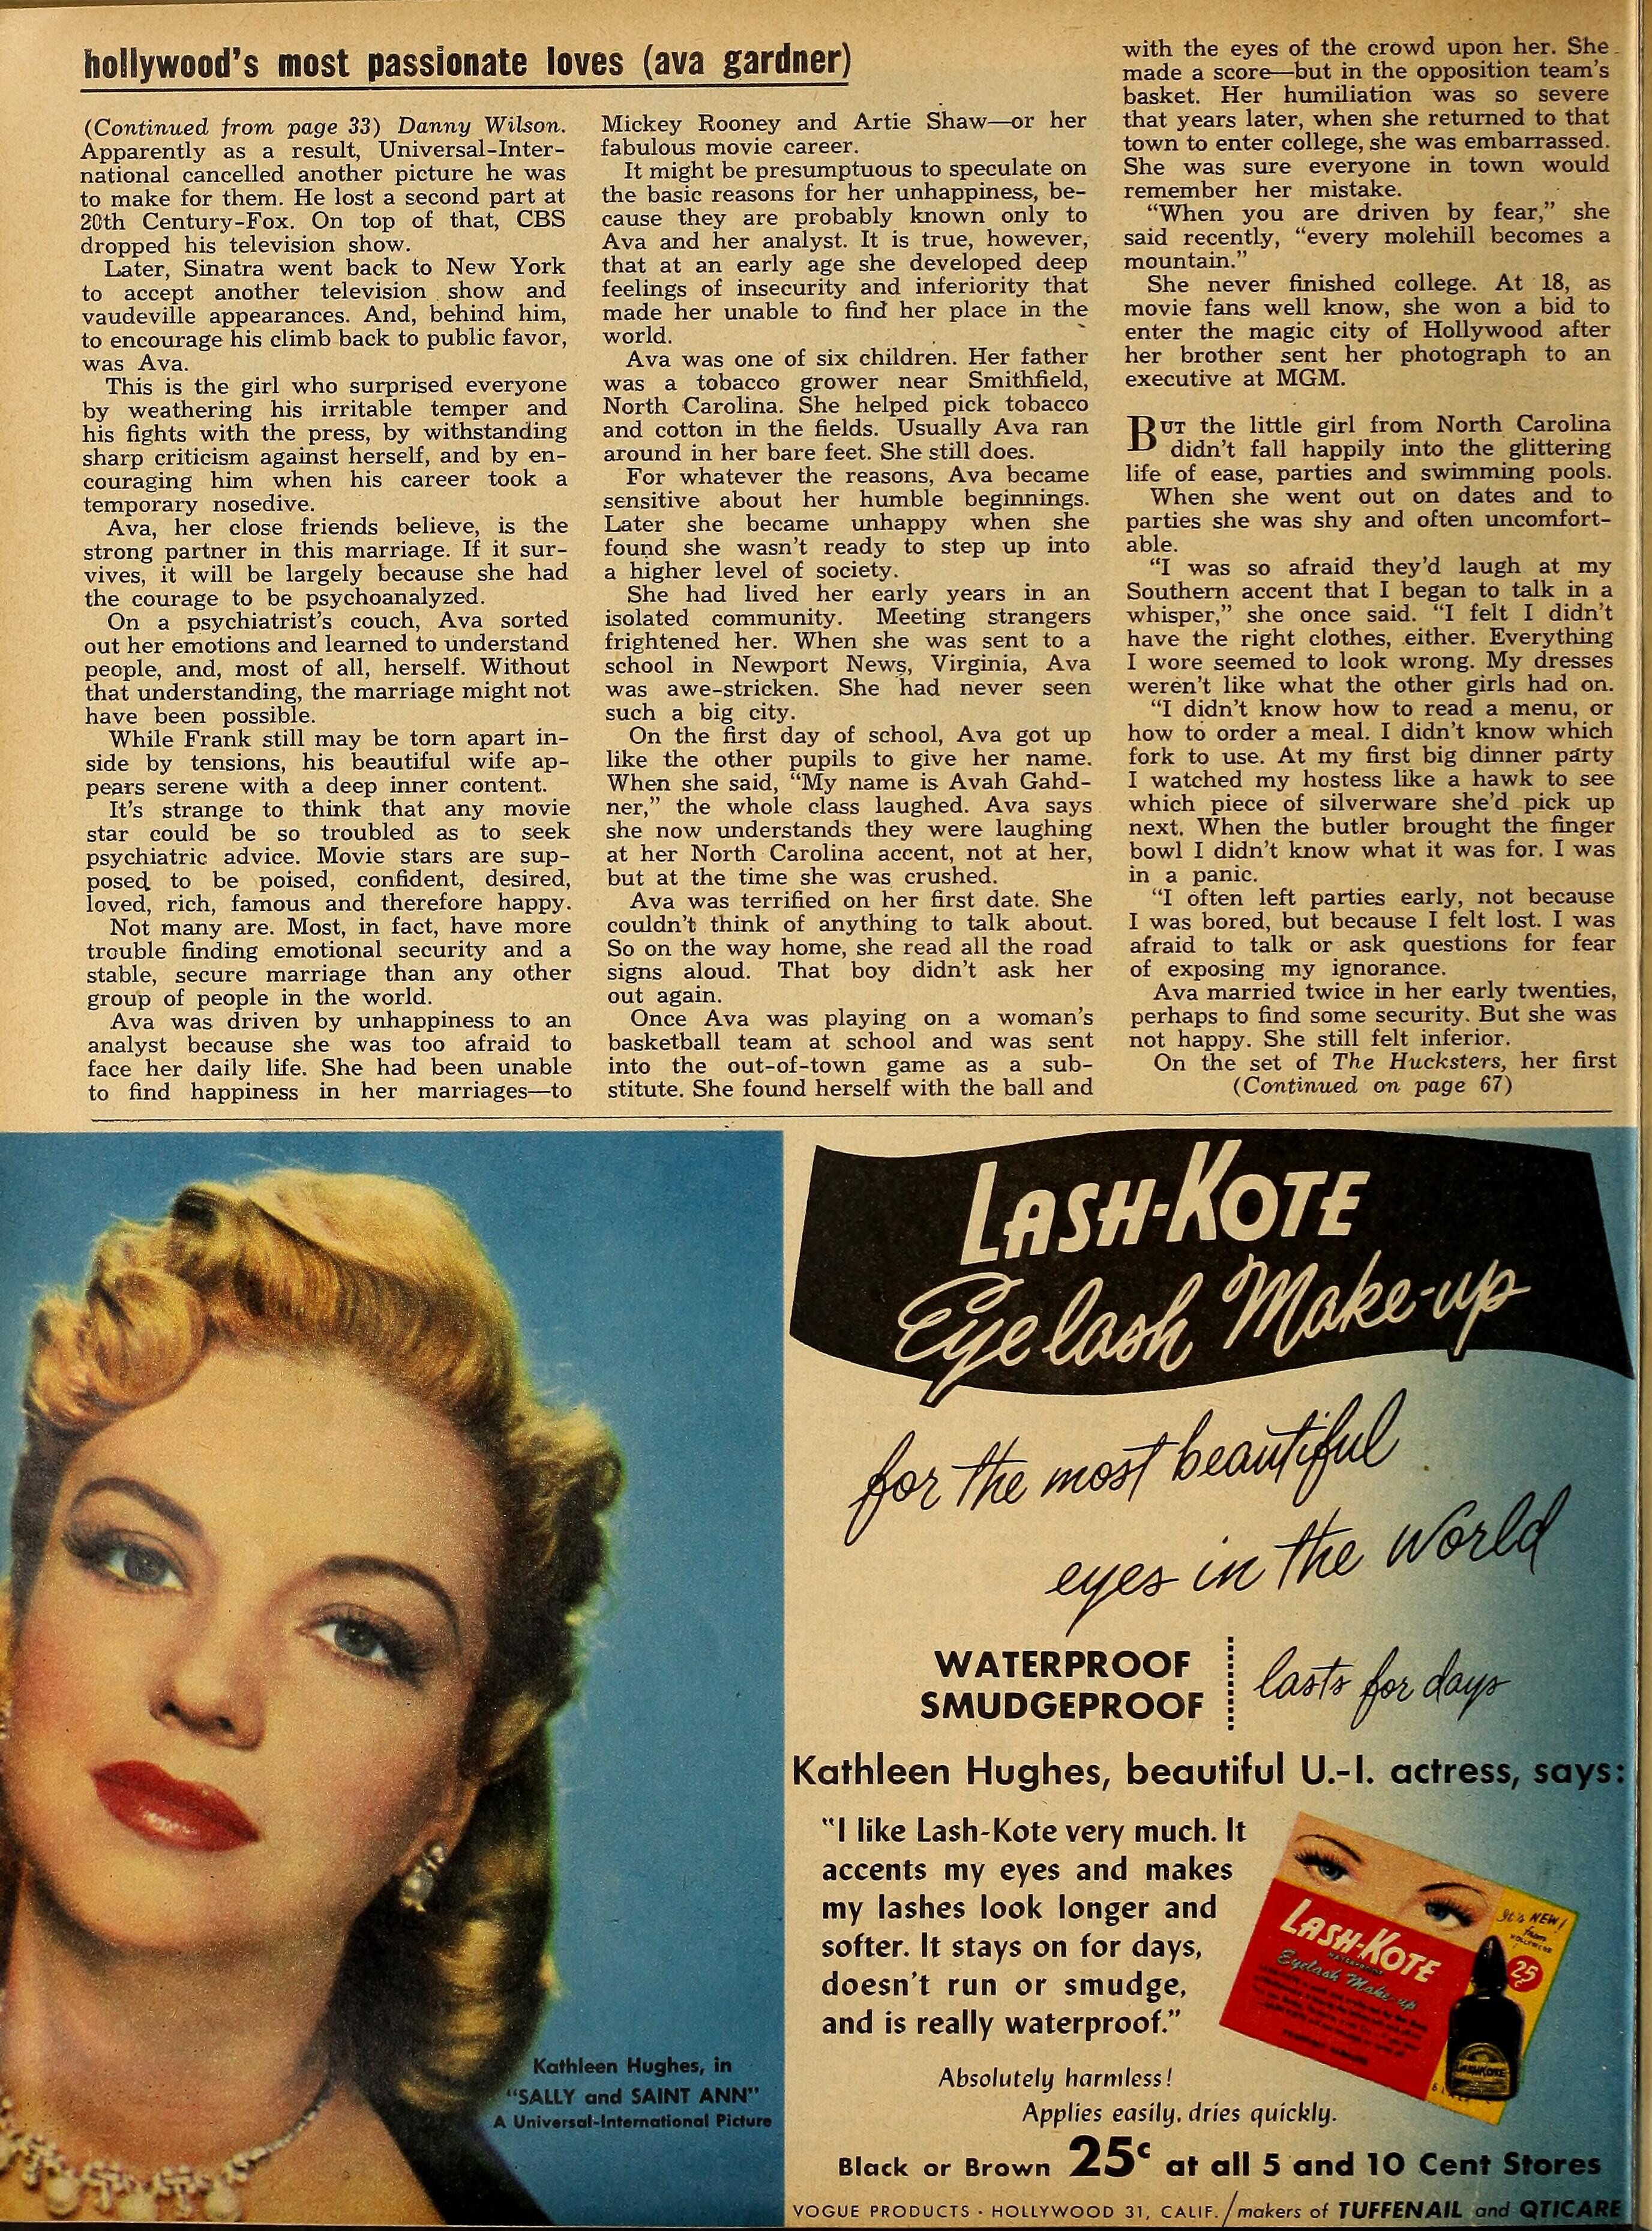 hollywood's most passionate loves (ava gardner)
(Continued from page 33) Danny Wilson.
Apparently as a result, Universal-Inter-
national cancelled another picture he was
to make for them. He lost a second part at
20th Century-Fox. On top of that, CBS
dropped his television show.
Later, Sinatra went back to New York
to accept another television show and
vaudeville appearances. And, behind him,
to encourage his climb back to public favor,
was Ava.
This is the girl who surprised everyone
by weathering his irritable temper and
his fights with the press, by withstanding
sharp criticism against herself, and by en-
couraging him when his career took a
temporary nosedive.
Ava, her close friends believe, is the
strong partner in this marriage. If it sur-
vives, it will be largely because she had
the courage to be psychoanalyzed.
On a psychiatrist's couch, Ava sorted
out her emotions and learned to understand
people, and, most of all, herself. Without
that understanding, the marriage might not
have been possible.
While Frank still may be torn apart in-
side by tensions, his beautiful wife ap-
pears serene with a deep inner content.
It's strange to think that any movie
star could be so troubled as to seek
psychiatric advice. Movie stars are sup-
posed to be poised, confident, desired,
loved, rich, famous and therefore happy.
Not many are. Most, in fact, have more
trouble finding emotional security and a
stable, secure marriage than any other
group of people in the world.
Ava was driven by unhappiness to an
analyst because she was too afraid to
face her daily life. She had been unable
to find happiness in her marriages—to
Mickey Rooney and Artie Shaw—or her
fabulous movie career.
It might be presumptuous to speculate on
the basic reasons for her unhappiness, be-
cause they are probably known only to
Ava and her analyst. It is true, however,
that at an early age she developed deep
feelings of insecurity and inferiority that
made her unable to find her place in the
world.
Ava was one of six children. Her father
was a tobacco grower near Smithfield,
North Carolina. She helped pick tobacco
and cotton in the fields. Usually Ava ran
around in her bare feet. She still does.
For whatever the reasons, Ava became
sensitive about her humble beginnings.
Later she became unhappy when she
found she wasn't ready to step up into
a higher level of society.
She had lived her early years in an
isolated community. Meeting strangers
frightened her. When she was sent to a
school in Newport News, Virginia, Ava
was awe-stricken. She had never seen
such a big city.
On the first day of school, Ava got up
like the other pupils to give her name.
When she said, "My name is Avah Gahd-
ner," the whole class laughed. Ava says
she now understands they were laughing
at her North Carolina accent, not at her,
but at the time she was crushed.
Ava was terrified on her first date. She
couldn't think of anything to talk about.
So on the way home, she read all the road
signs aloud. That boy didn't ask her
out again.
Once Ava was playing on a woman's
basketball team at school and was sent
into the out-of-town game as a sub-
stitute. She found herself with the ball and
with the eyes of the crowd upon her. She
made a score—but in the opposition team's
basket. Her humiliation was so severe
that years later, when she returned to that
town to enter college, she was embarrassed.
She was sure everyone in town would
remember her mistake.
"When you are driven by fear," she
said recently, "every molehill becomes a
mountain."
She never finished college. At 18, as
movie fans well know, she won a bid to
enter the magic city of Hollywood after
her brother sent her photograph to an
executive at MGM.
BUT the little girl from North Carolina
didn't fall happily into the glittering
life of ease, parties and swimming pools.
When she went out on dates and to
parties she was shy and often uncomfort-
able.
"I was so afraid they'd laugh at my
Southern accent that I began to talk in a
whisper," she once said. "I felt I didn't
have the right clothes, either. Everything
I wore seemed to look wrong. My dresses
weren't like what the other girls had on.
"I didn't know how to read a menu, or
how to order a meal. I didn't know which
fork to use. At my first big dinner party
I watched my hostess like a hawk to see
which piece of silverware she'd pick up
next. When the butler brought the finger
bowl I didn't know what it was for. I was
in a panic.
"I often left parties early, not because
I was bored, but because I felt lost. I was
afraid to talk or ask questions for fear
of exposing my ignorance.
Ava married twice in her early twenties,
perhaps to find some security. But she was
not happy. She still felt inferior.
On the set of The Hucksters, her first
(Continued on page 67)
LASH-KOTE
Eyelash Make-up
for the most beautiful
eyes in the world
WATERPROOF
SMUDGEPROOF
lasts for days
Kathleen Hughes, beautiful U.-I. actress, says:
"I like Lash-Kote very much. It
accents my eyes and makes
my lashes look longer and
softer. It stays on for days,
doesn't run or smudge,
and is really waterproof."
It's NEW!
from
HOLLYWOOD
25¢
LASH-KOTE
WATERPROOF
Eyelash Make-up
LASH-KOTE
Absolutely harmless!
Applies easily, dries quickly.
Black or Brown 25c at all 5 and 10 Cent Stores
VOGUE PRODUCTS · HOLLYWOOD 31, CALIF. / makers of TUFFENAIL and QTICARE
Kathleen Hughes, in
"SALLY and SAINT ANN"
A Universal-International Picture